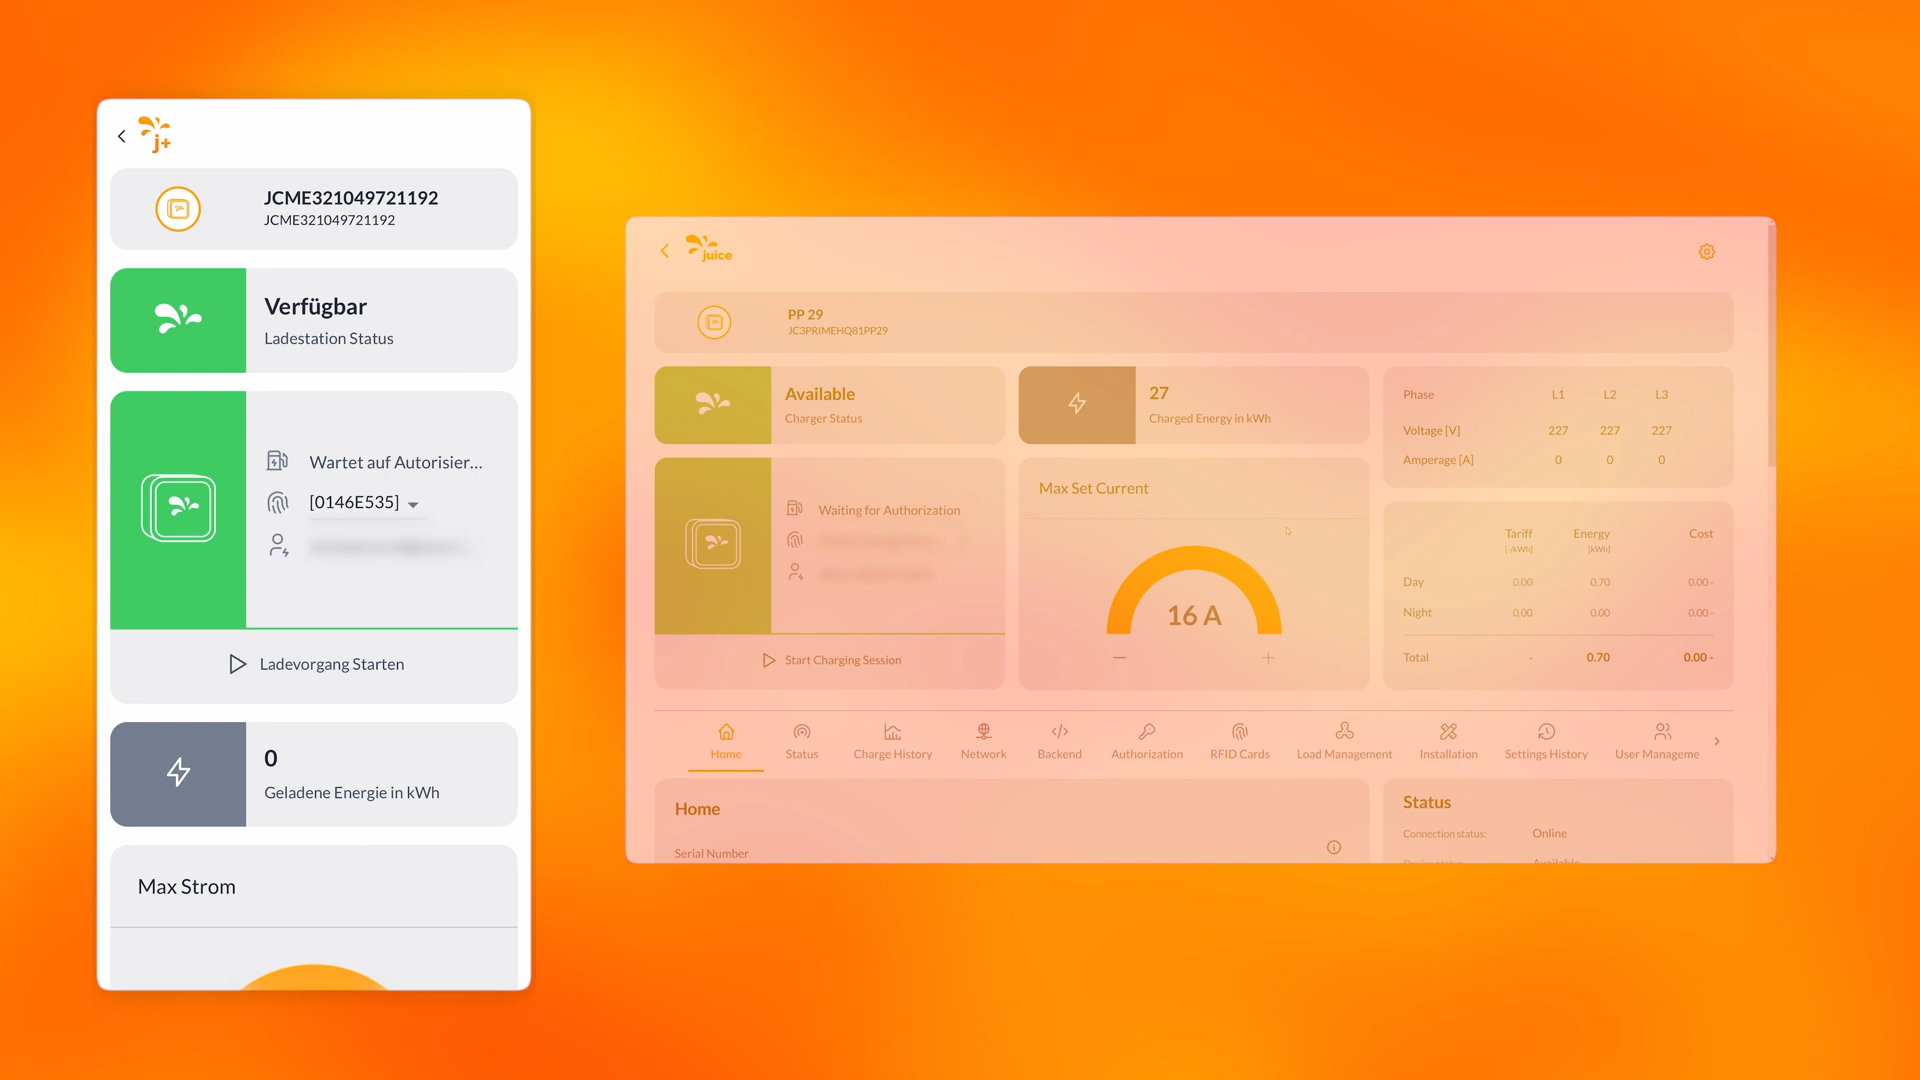 j+
JCME321049721192
JCME321049721192
Verfügbar
Ladestation Status
Wartet auf Autorisier...
[0146E535]
Ladevorgang Starten
0
Geladene Energie in kWh
Max Strom
juice
PP 29
JC3PRIMEHQ81PP29
Available
Charger Status
27
Charged Energy in kWh
Phase L1 L2 L3
Voltage [V] 227 227 227
Amperage [A] 0 0 0
Waiting for Authorization
Start Charging Session
Max Set Current
16 A
Tariff Energy Cost
[-/kWh] [kWh]
Day 0.00 0.70 0.00 -
Night 0.00 0.00 0.00 -
Total - 0.70 0.00 -
Home Status Charge History Network Backend Authorization RFID Cards Load Management Installation Settings History User Manageme
Home
Serial Number
Status
Connection status: Online
Available